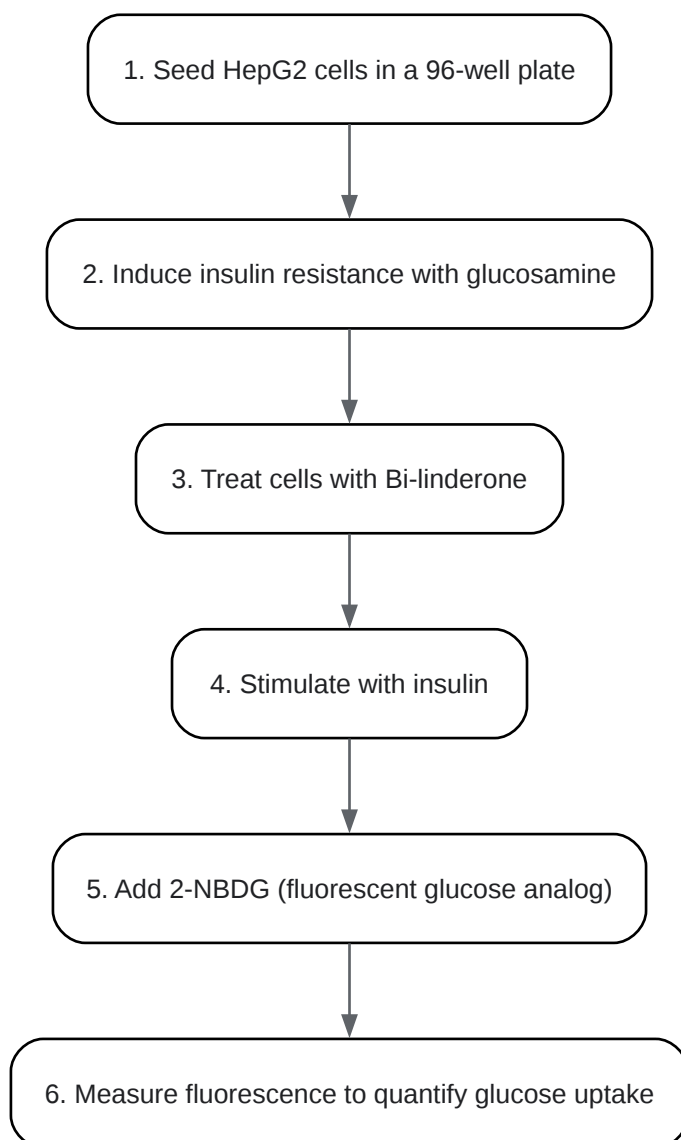 1. Seed HepG2 cells in a 96-well plate
2. Induce insulin resistance with glucosamine
3. Treat cells with Bi-linderone
4. Stimulate with insulin
5. Add 2-NBDG (fluorescent glucose analog)
6. Measure fluorescence to quantify glucose uptake